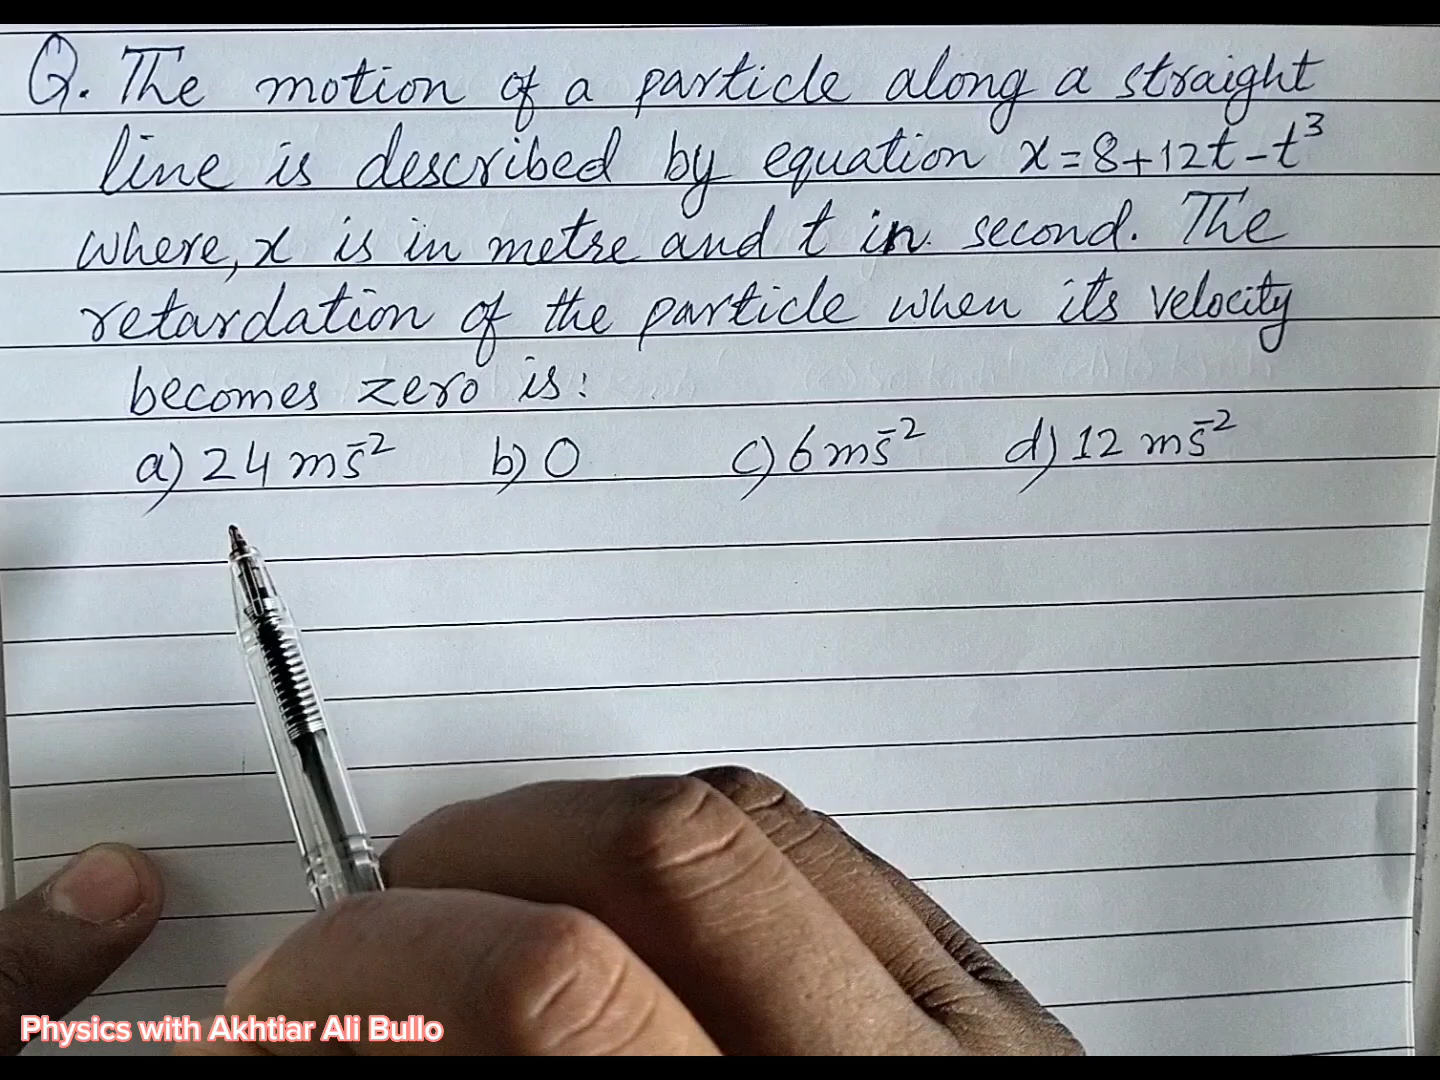 Q. The motion of a particle along a straight
line is described by equation x = 8 + 12t - t³
where, x is in metre and t in second. The
retardation of the particle when its velocity
becomes zero is:
a) 24 ms⁻² b) 0 c) 6 ms⁻² d) 12 ms⁻²
Physics with Akhtiar Ali Bullo